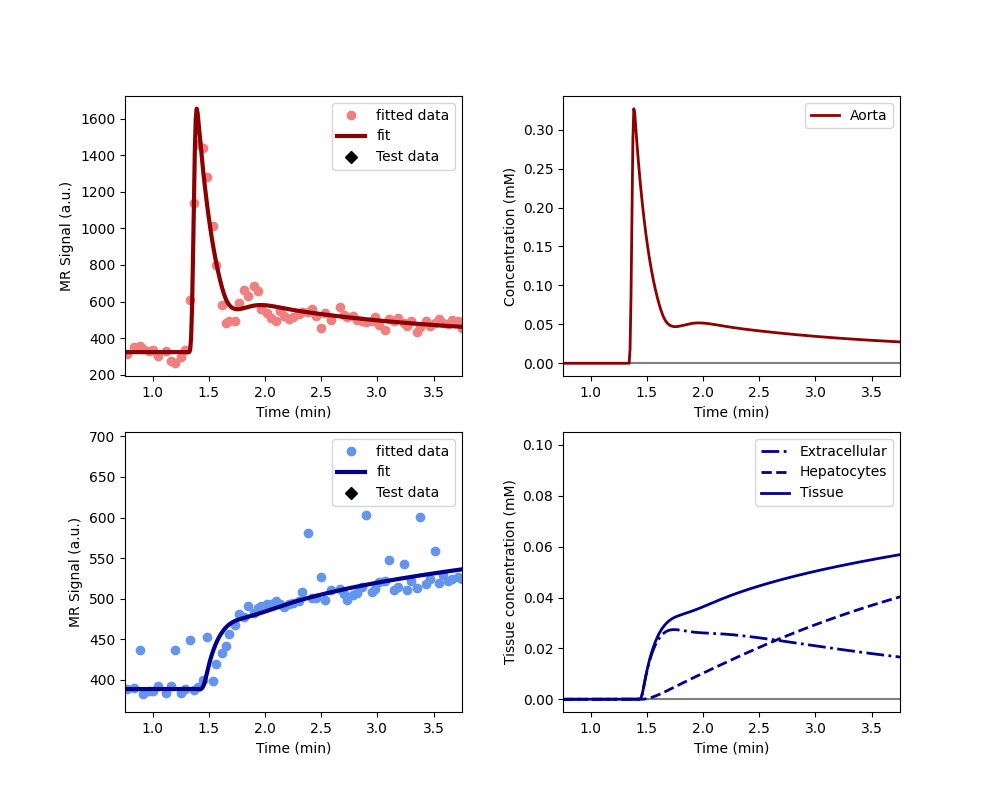 MR Signal (a.u.)
1600
1400
1200
1000
800
600
400
200
1.0 1.5 2.0 2.5 3.0 3.5
Time (min)
fitted data
fit
Test data
Concentration (mM)
0.30
0.25
0.20
0.15
0.10
0.05
0.00
1.0 1.5 2.0 2.5 3.0 3.5
Time (min)
Aorta
MR Signal (a.u.)
700
650
600
550
500
450
400
1.0 1.5 2.0 2.5 3.0 3.5
Time (min)
fitted data
fit
Test data
Tissue concentration (mM)
0.10
0.08
0.06
0.04
0.02
0.00
1.0 1.5 2.0 2.5 3.0 3.5
Time (min)
Extracellular
Hepatocytes
Tissue